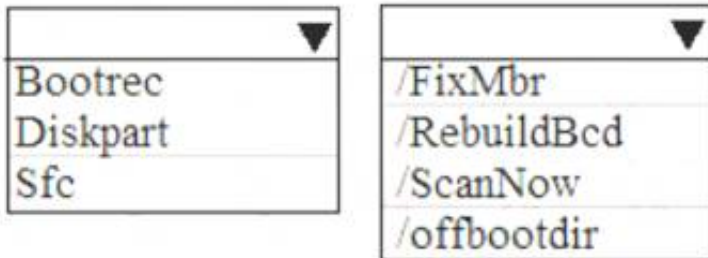 Bootrec
Diskpart
Sfc
/FixMbr
/RebuildBcd
/ScanNow
/offbootdir